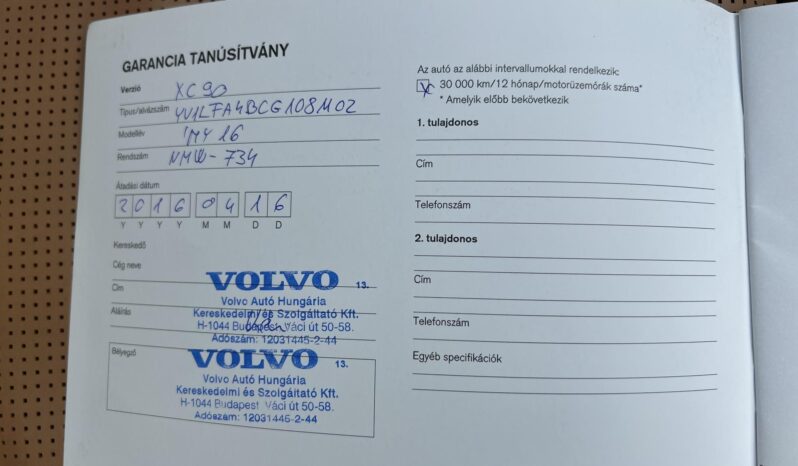 GARANCIA TANÚSÍTVÁNY
Verzió XC90
Típus/alvázszám YV1LFA4BCG1081102
Modellév 'MY 16
Rendszám NMW-734
Átadási dátum
2 0 1 6 0 4 1 6
Y Y Y Y M M D D
Kereskedő
Cég neve
Cím
Aláírás
VOLVO 13.
Volvo Autó Hungária
Kereskedelmi és Szolgáltató Kft.
H-1044 Budapest Váci út 50-58.
Adószám: 12031445-2-44
Bélyegző
VOLVO 13.
Volvo Autó Hungária
Kereskedelmi és Szolgáltató Kft.
H-1044 Budapest Váci út 50-58.
Adószám: 12031445-2-44
Az autó az alábbi intervallumokkal rendelkezik:
30 000 km/12 hónap/motorüzemórák száma*
* Amelyik előbb bekövetkezik
1. tulajdonos
Cím
Telefonszám
2. tulajdonos
Cím
Telefonszám
Egyéb specifikációk